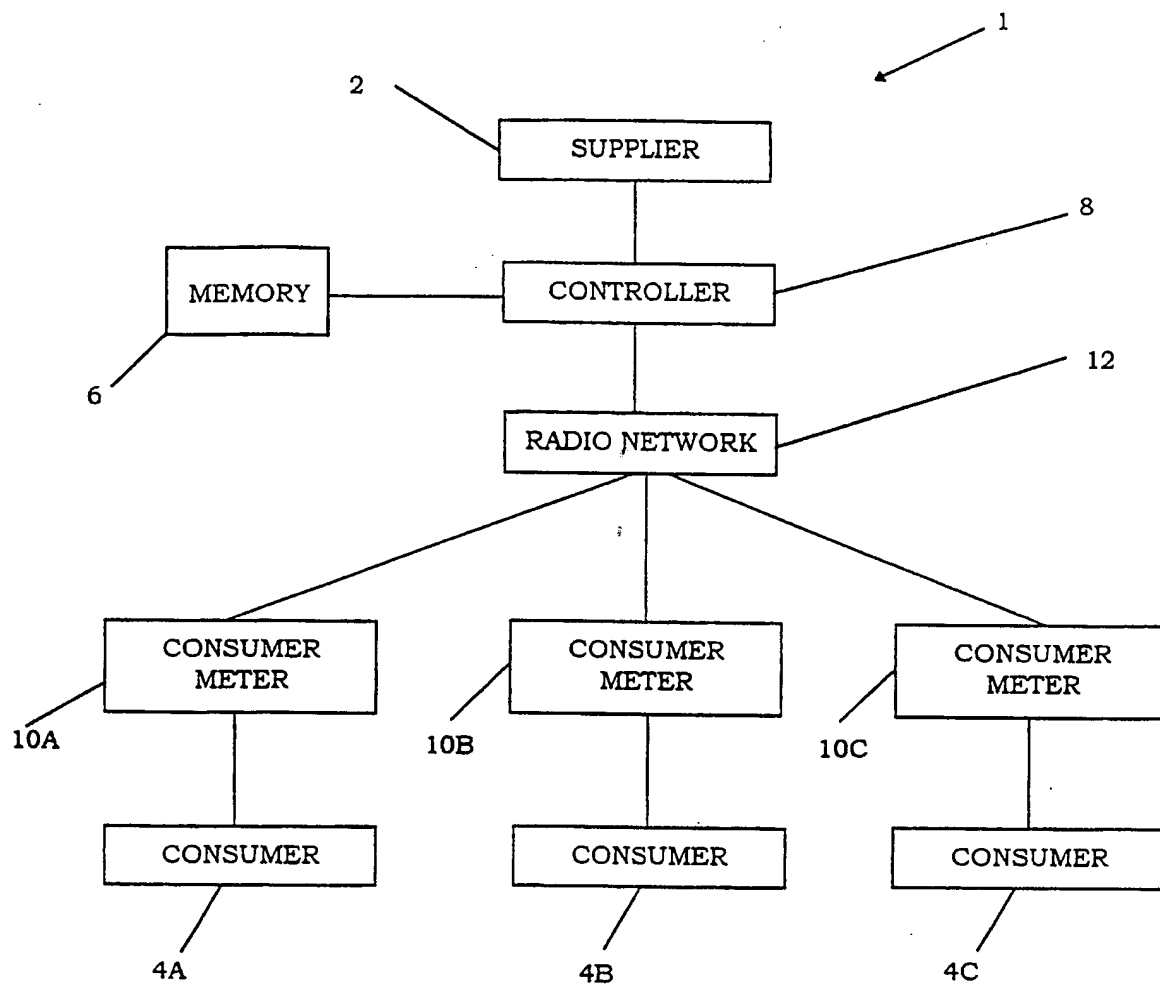 1
2
SUPPLIER
8
MEMORY
CONTROLLER
6
12
RADIO NETWORK
CONSUMER
METER
CONSUMER
METER
CONSUMER
METER
10A
10B
10C
CONSUMER
CONSUMER
CONSUMER
4A
4B
4C